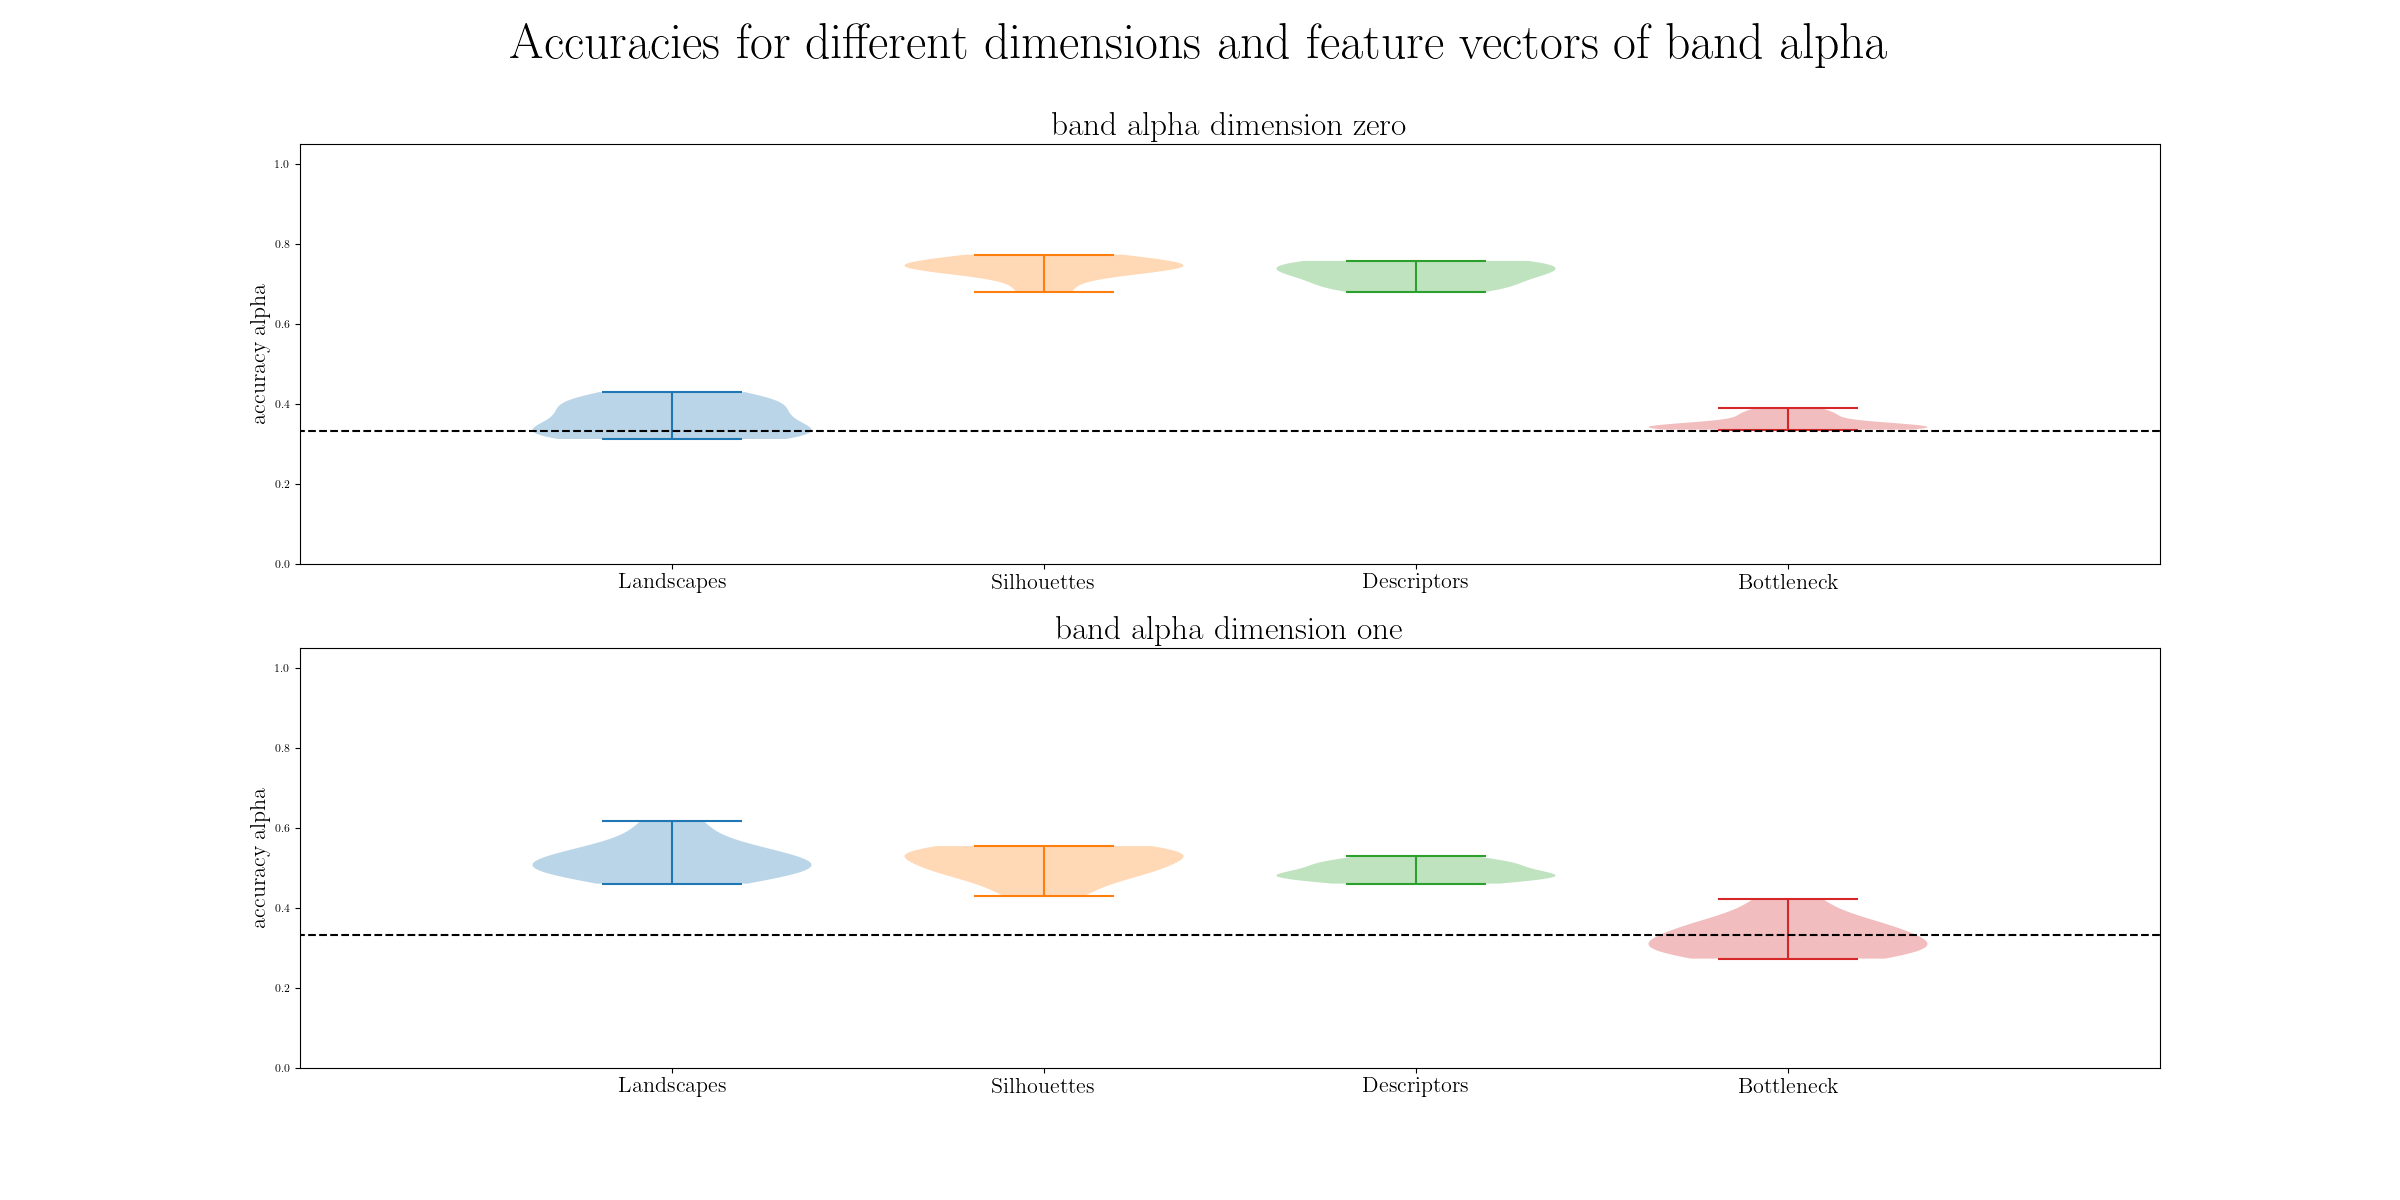 Accuracies for different dimensions and feature vectors of band alpha
band alpha dimension zero
1.0
0.8
0.6
0.4
0.2
0.0
accuracy alpha
Landscapes Silhouettes Descriptors Bottleneck
band alpha dimension one
1.0
0.8
0.6
0.4
0.2
0.0
accuracy alpha
Landscapes Silhouettes Descriptors Bottleneck